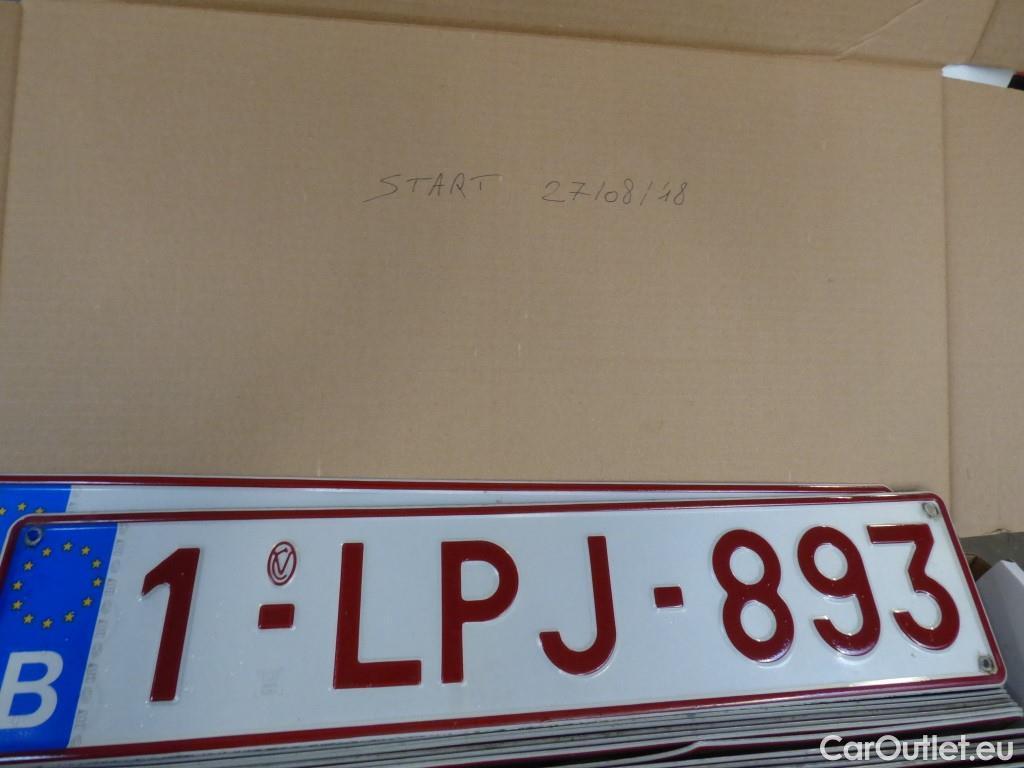 START 27/08/18
B 1-LPJ-893
CarOutlet.eu